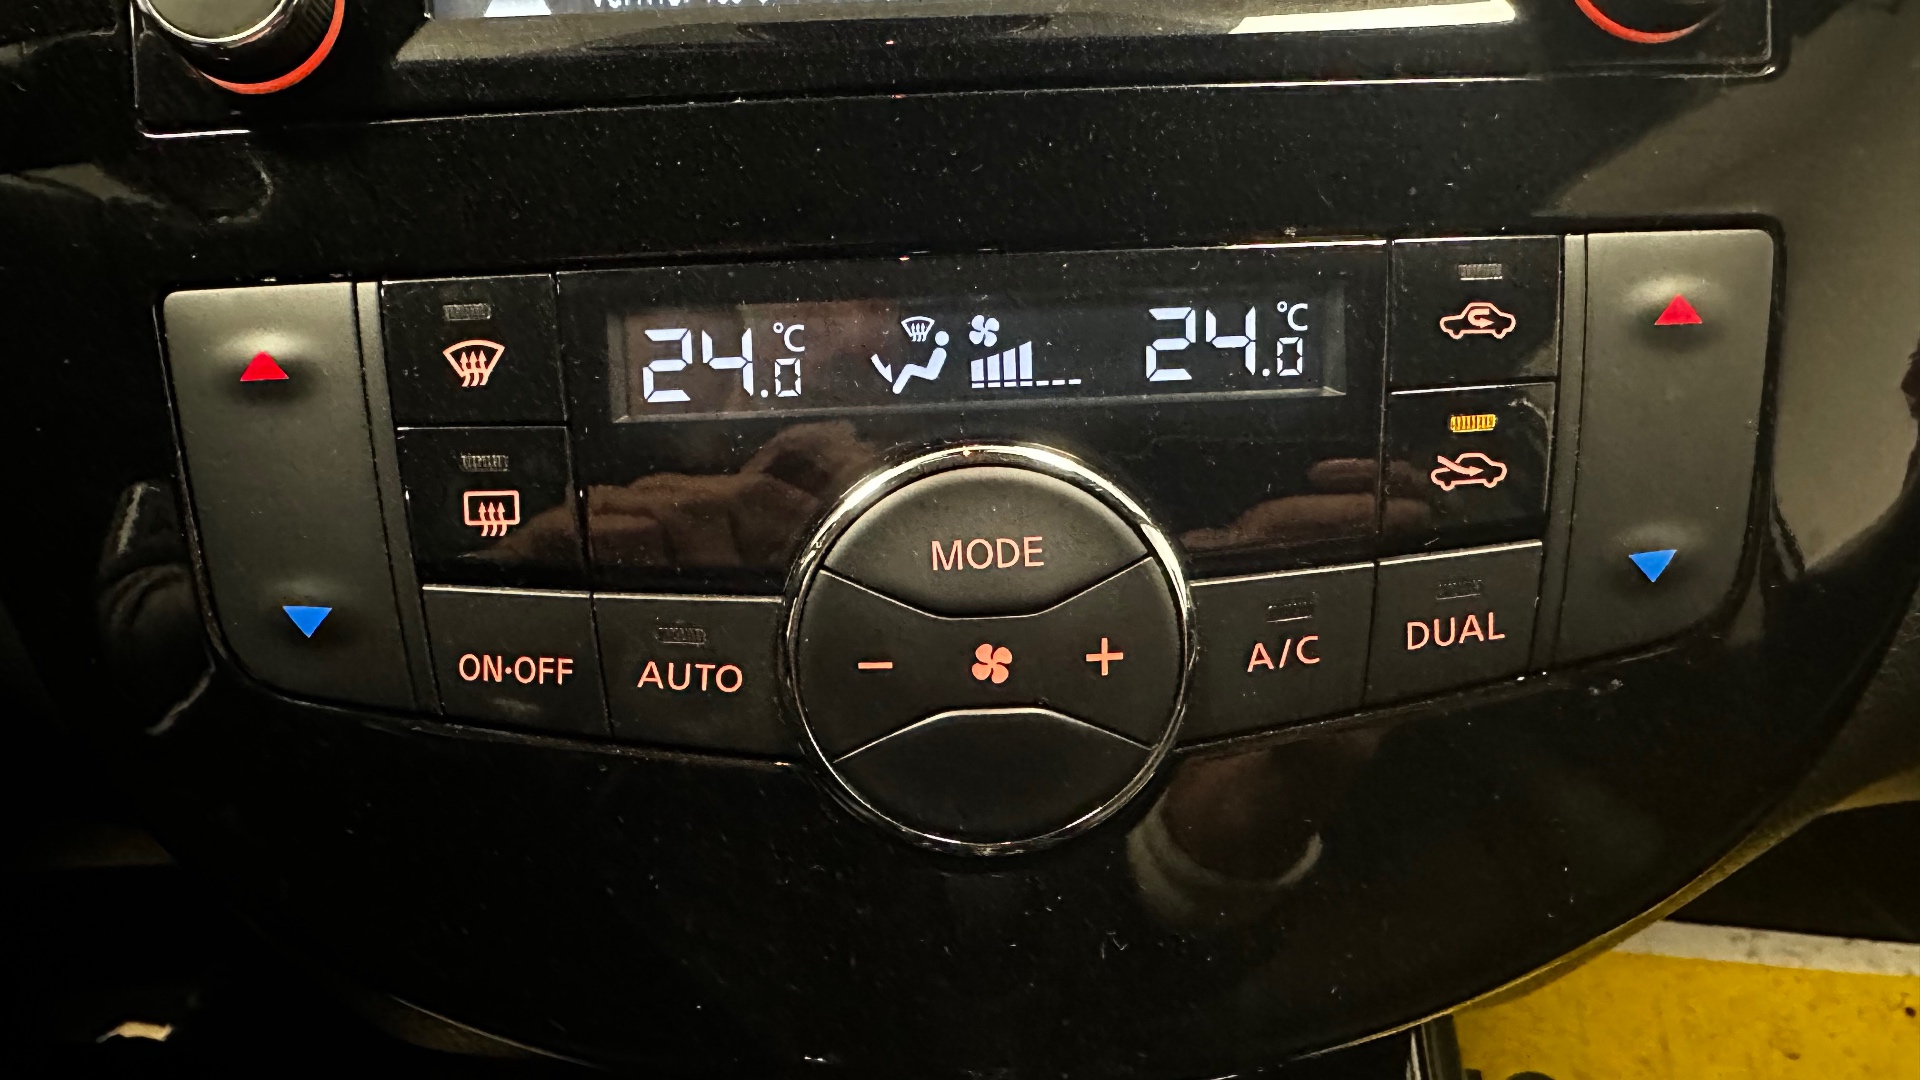 24.0 °C 24.0 °C
MODE
ON·OFF AUTO − + A/C DUAL